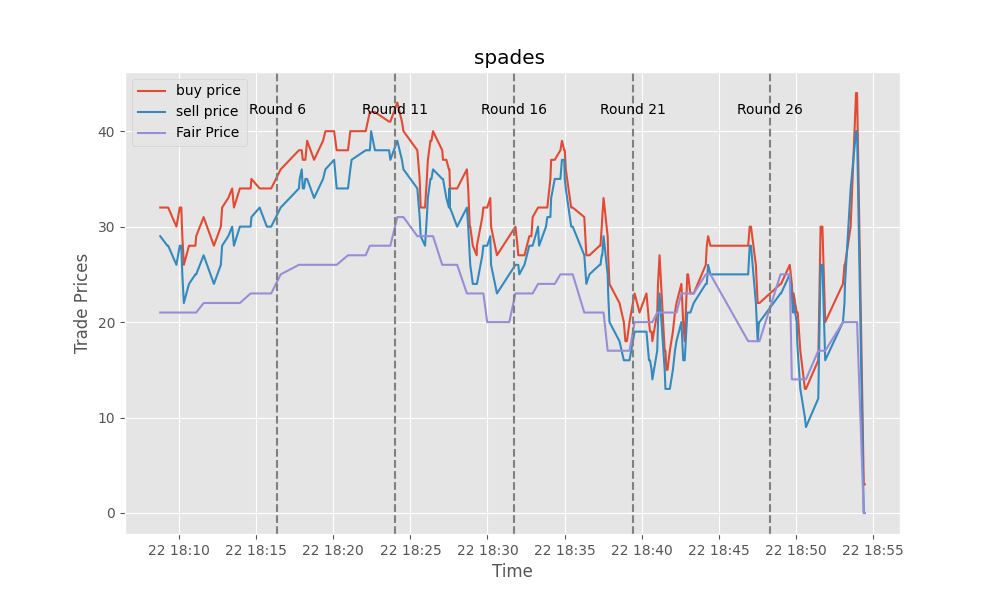 spades
buy price
sell price
Fair Price
Round 6
Round 11
Round 16
Round 21
Round 26
Trade Prices
40
30
20
10
0
22 18:10
22 18:15
22 18:20
22 18:25
22 18:30
22 18:35
22 18:40
22 18:45
22 18:50
22 18:55
Time